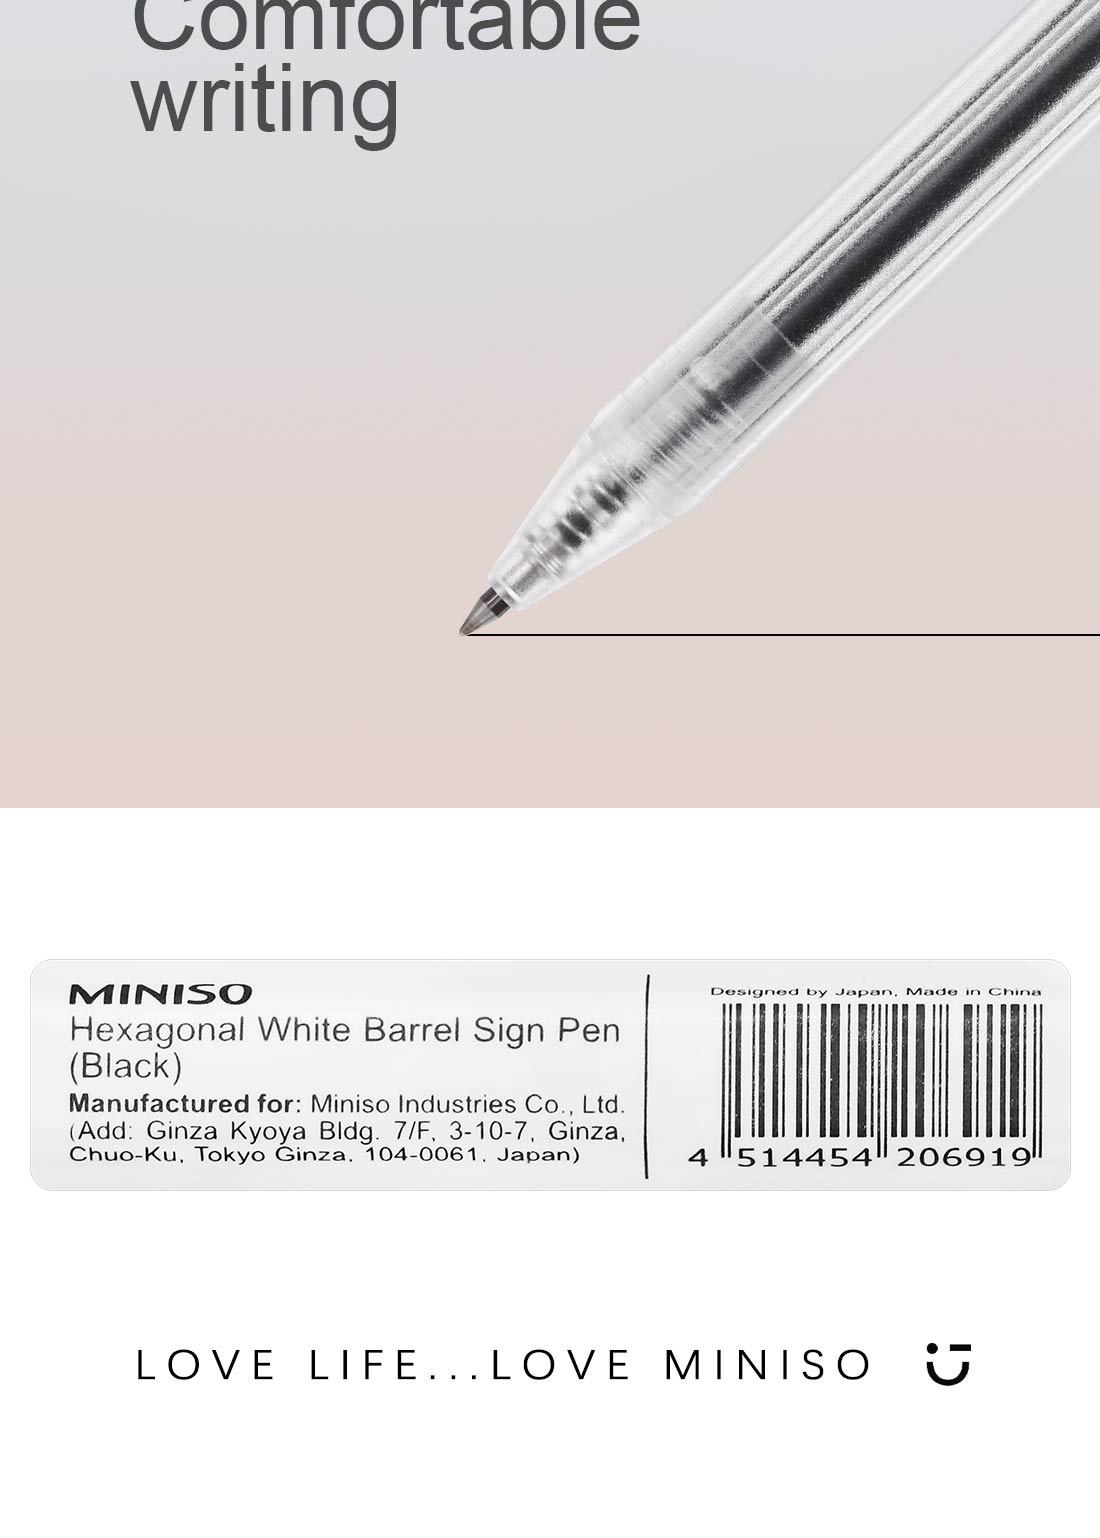 Comfortable
writing
MINISO
Hexagonal White Barrel Sign Pen
(Black)
Manufactured for: Miniso Industries Co., Ltd.
(Add: Ginza Kyoya Bldg. 7/F, 3-10-7, Ginza,
Chuo-Ku, Tokyo Ginza, 104-0061, Japan)
Designed by Japan, Made in China
4 514454 206919
LOVE LIFE...LOVE MINISO